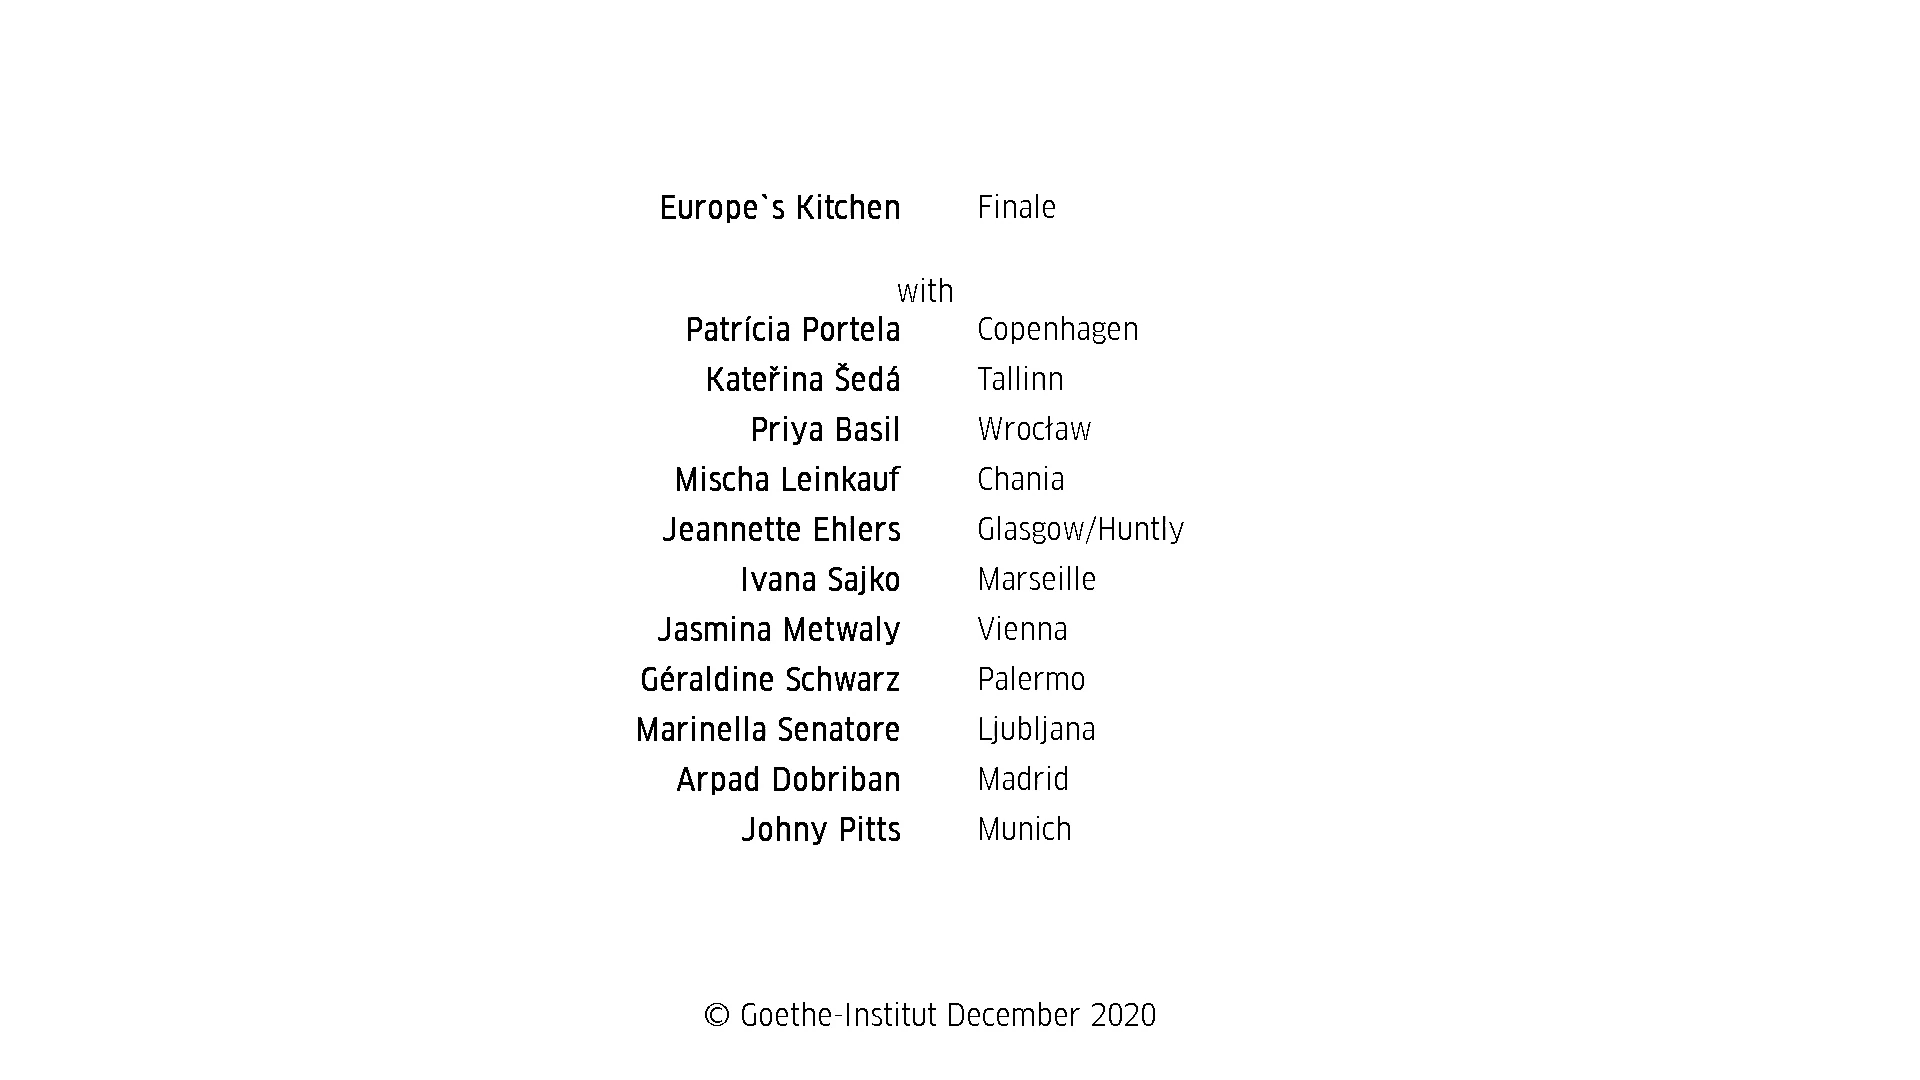 Europe`s Kitchen Finale
with
Patrícia Portela Copenhagen
Kateřina Šedá Tallinn
Priya Basil Wrocław
Mischa Leinkauf Chania
Jeannette Ehlers Glasgow/Huntly
Ivana Sajko Marseille
Jasmina Metwaly Vienna
Géraldine Schwarz Palermo
Marinella Senatore Ljubljana
Arpad Dobriban Madrid
Johny Pitts Munich
© Goethe-Institut December 2020